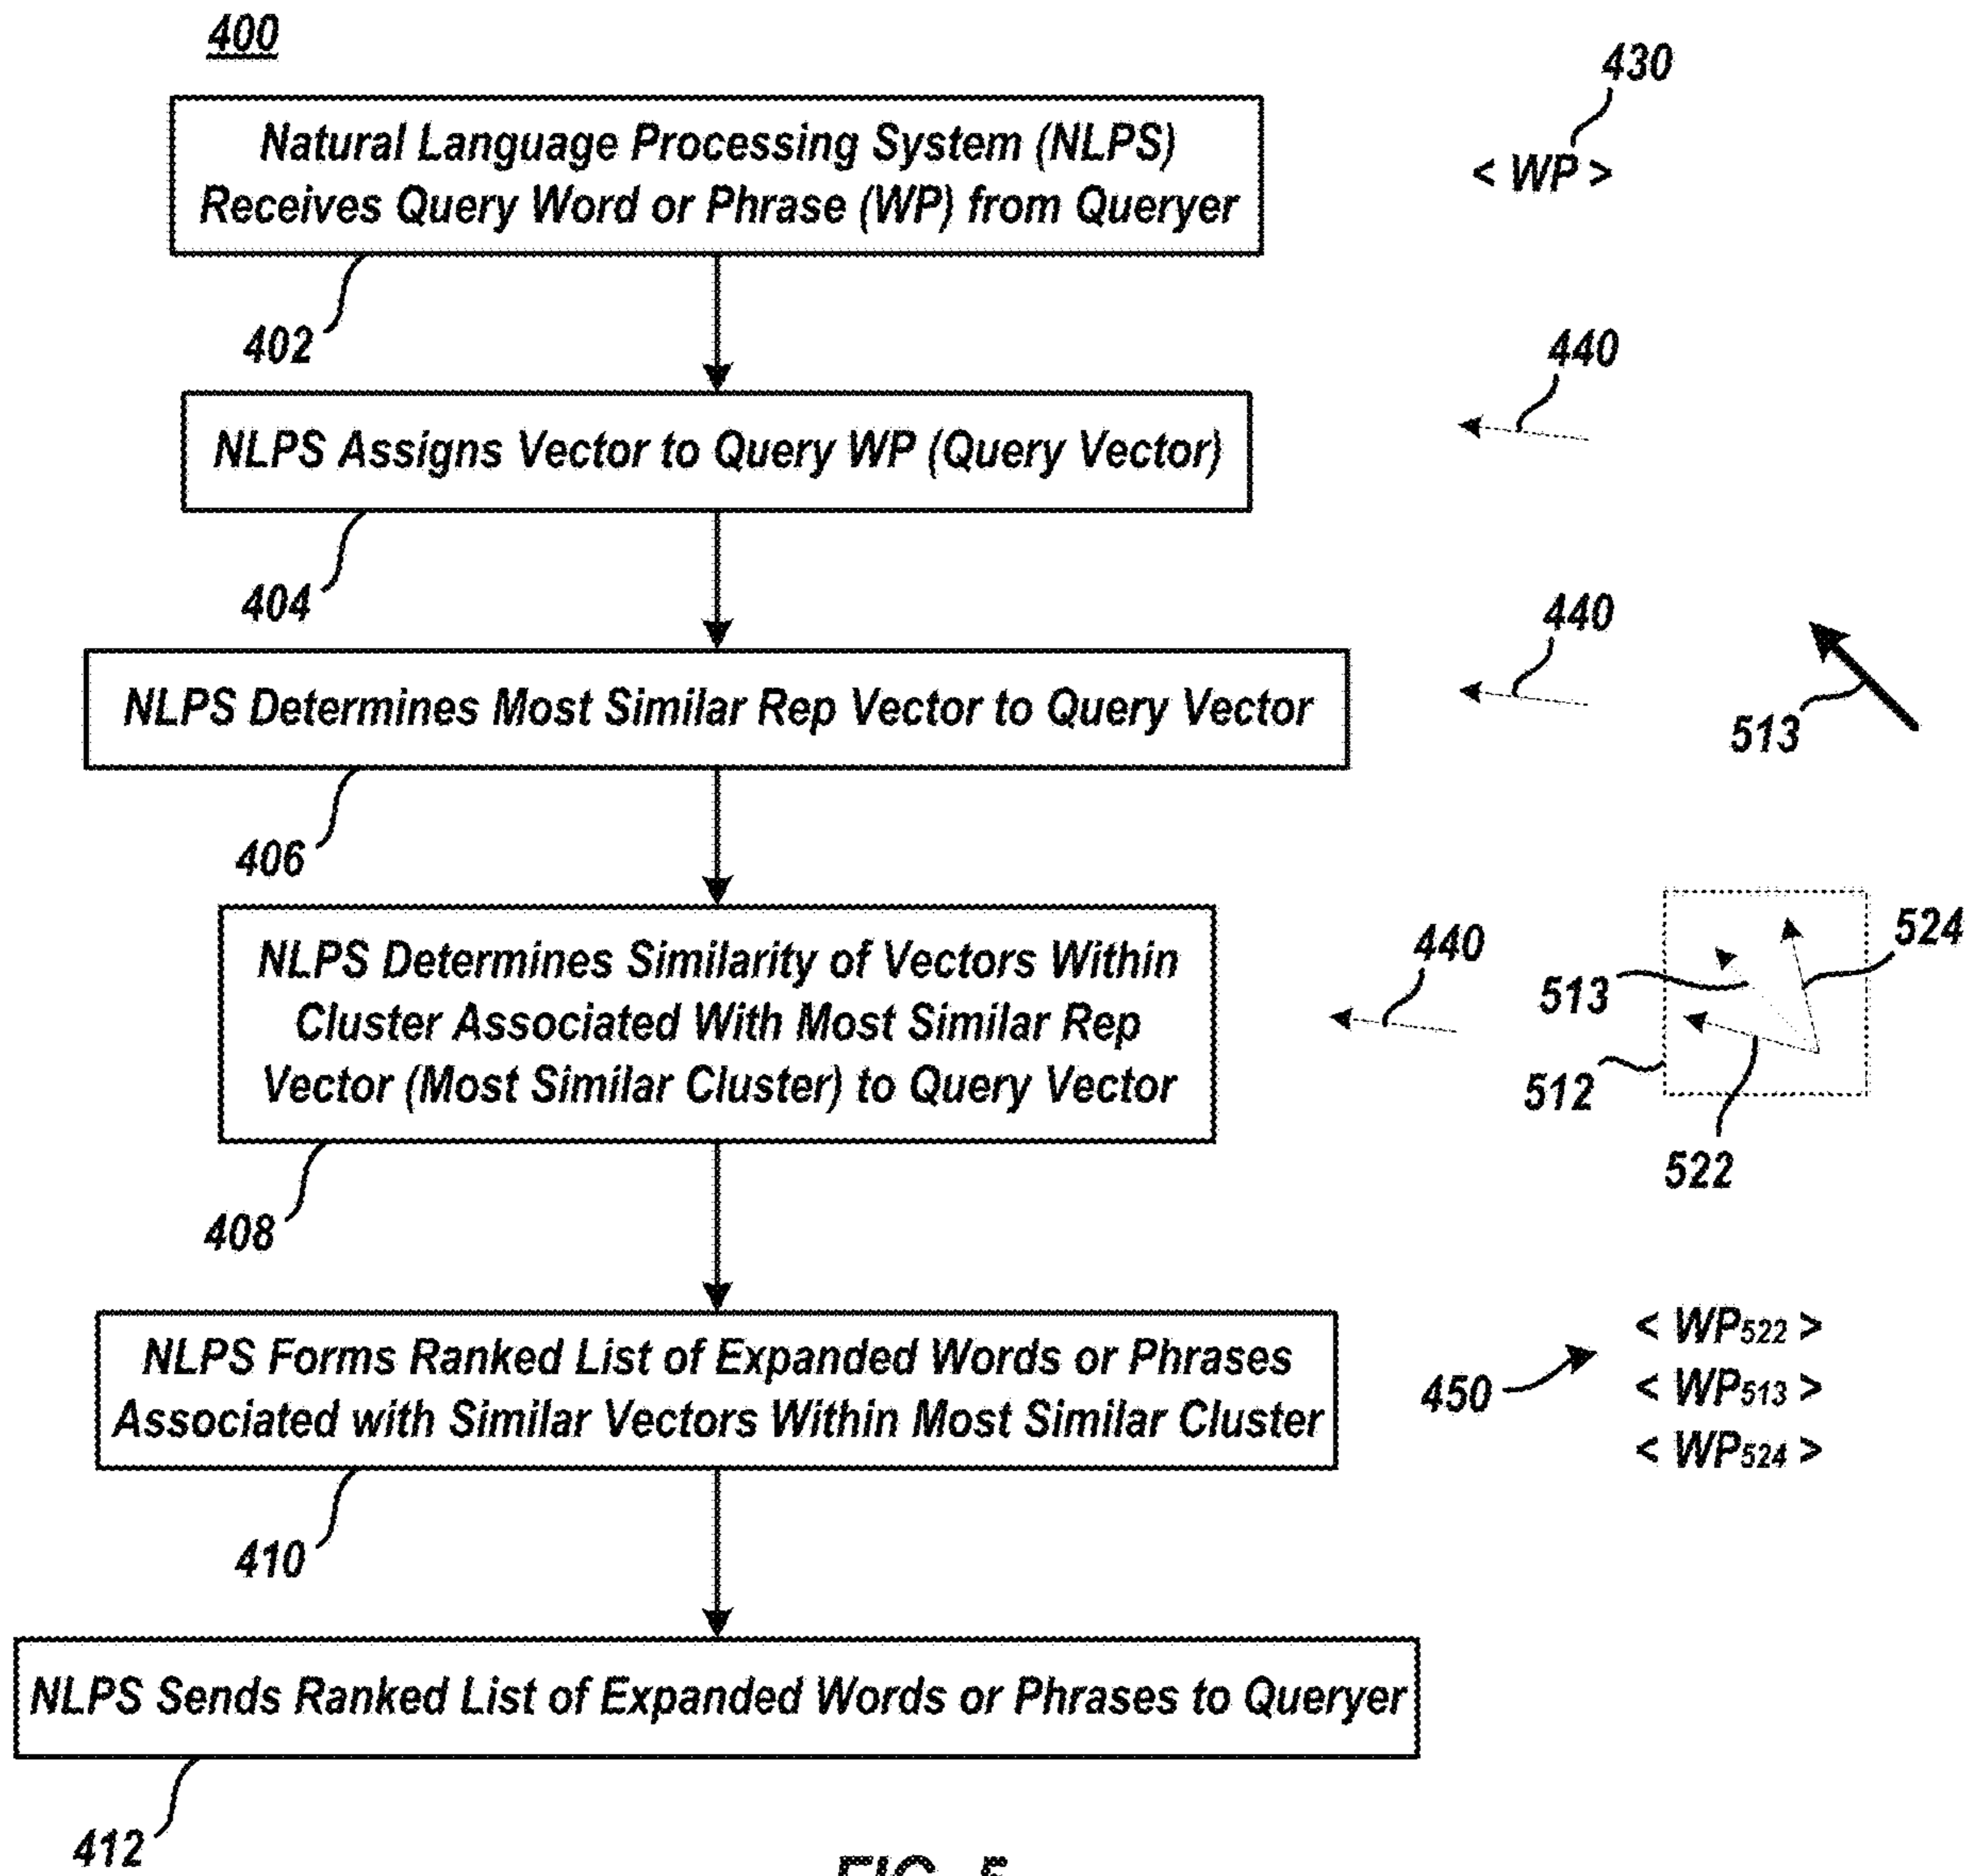 400
430
Natural Language Processing System (NLPS)
Receives Query Word or Phrase (WP) from Queryer
< WP >
402
440
NLPS Assigns Vector to Query WP (Query Vector)
404
440
NLPS Determines Most Similar Rep Vector to Query Vector
513
406
NLPS Determines Similarity of Vectors Within
Cluster Associated With Most Similar Rep
Vector (Most Similar Cluster) to Query Vector
440
524
513
512
522
408
NLPS Forms Ranked List of Expanded Words or Phrases
Associated with Similar Vectors Within Most Similar Cluster
450
< WP522 >
< WP513 >
< WP524 >
410
NLPS Sends Ranked List of Expanded Words or Phrases to Queryer
412
FIG. 5